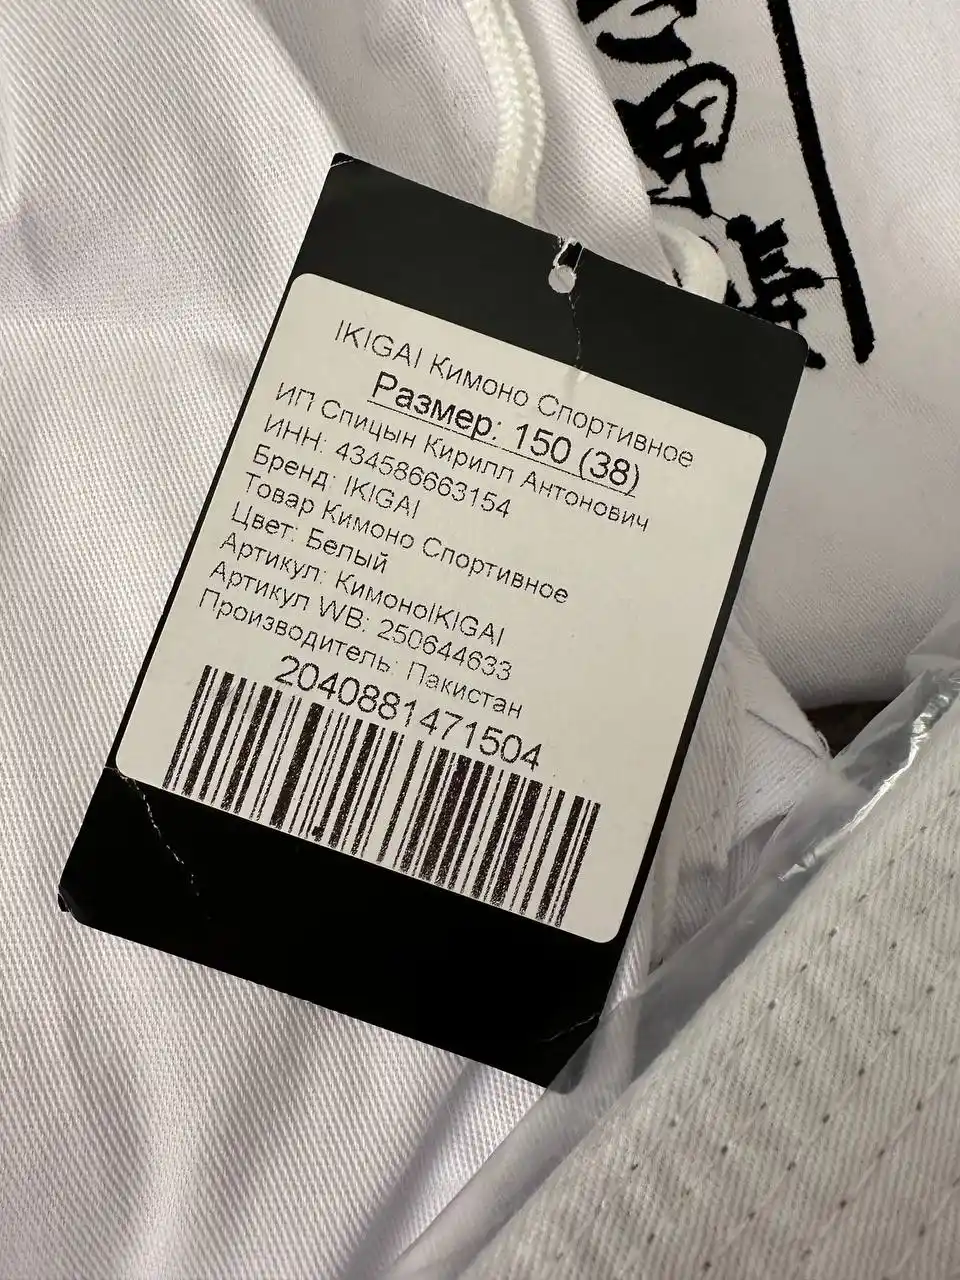 IKIGAI Кимоно Спортивное
Размер: 150 (38)
ИП Спицын Кирилл Антонович
ИНН: 434586663154
Бренд: IKIGAI
Товар Кимоно Спортивное
Цвет: Белый
Артикул: КимоноIKIGAI
Артикул WB: 250644633
Производитель: Пакистан
2040881471504